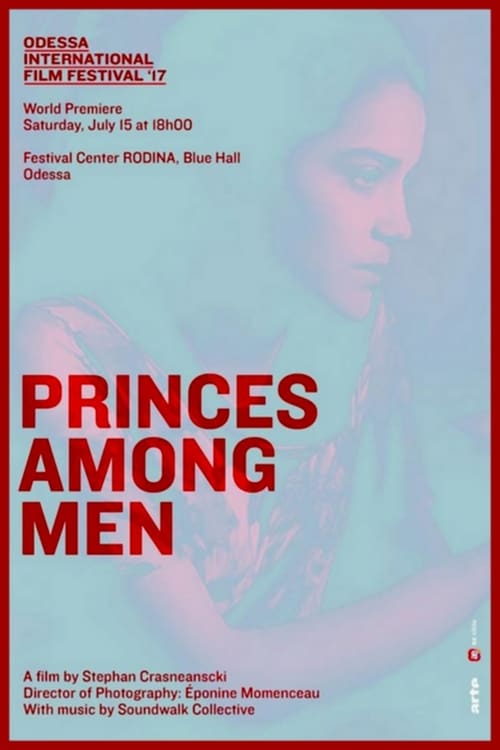 ODESSA
INTERNATIONAL
FILM FESTIVAL '17
World Premiere
Saturday, July 15 at 18h00
Festival Center RODINA, Blue Hall
Odessa
PRINCES
AMONG
MEN
A film by Stephan Crasneanscki
Director of Photography: Éponine Momenceau
With music by Soundwalk Collective
arte